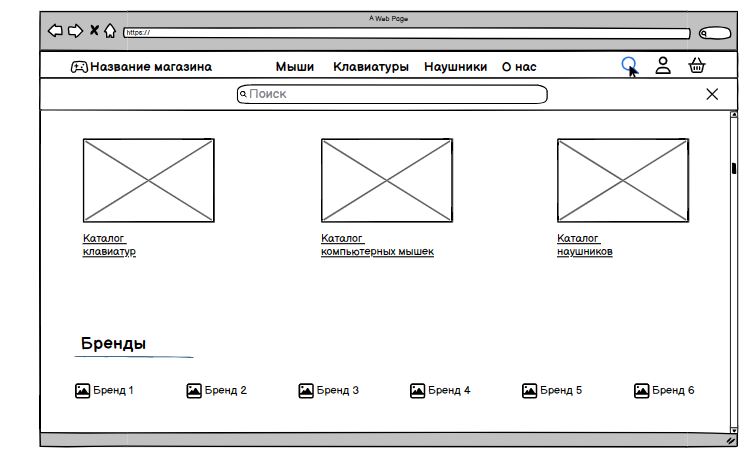 A Web Page
https://
Название магазина Мыши Клавиатуры Наушники О нас
Поиск
Каталог клавиатур
Каталог компьютерных мышек
Каталог наушников
Бренды
Бренд 1 Бренд 2 Бренд 3 Бренд 4 Бренд 5 Бренд 6